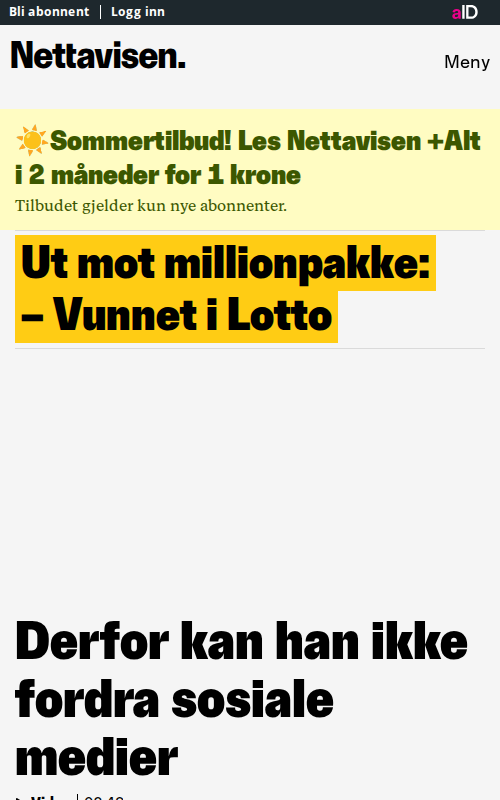 Bli abonnent | Logg inn
aID
Nettavisen.
Meny
☀️Sommertilbud! Les Nettavisen +Alt
i 2 måneder for 1 krone
Tilbudet gjelder kun nye abonnenter.
Ut mot millionpakke:
– Vunnet i Lotto
Derfor kan han ikke
fordra sosiale
medier